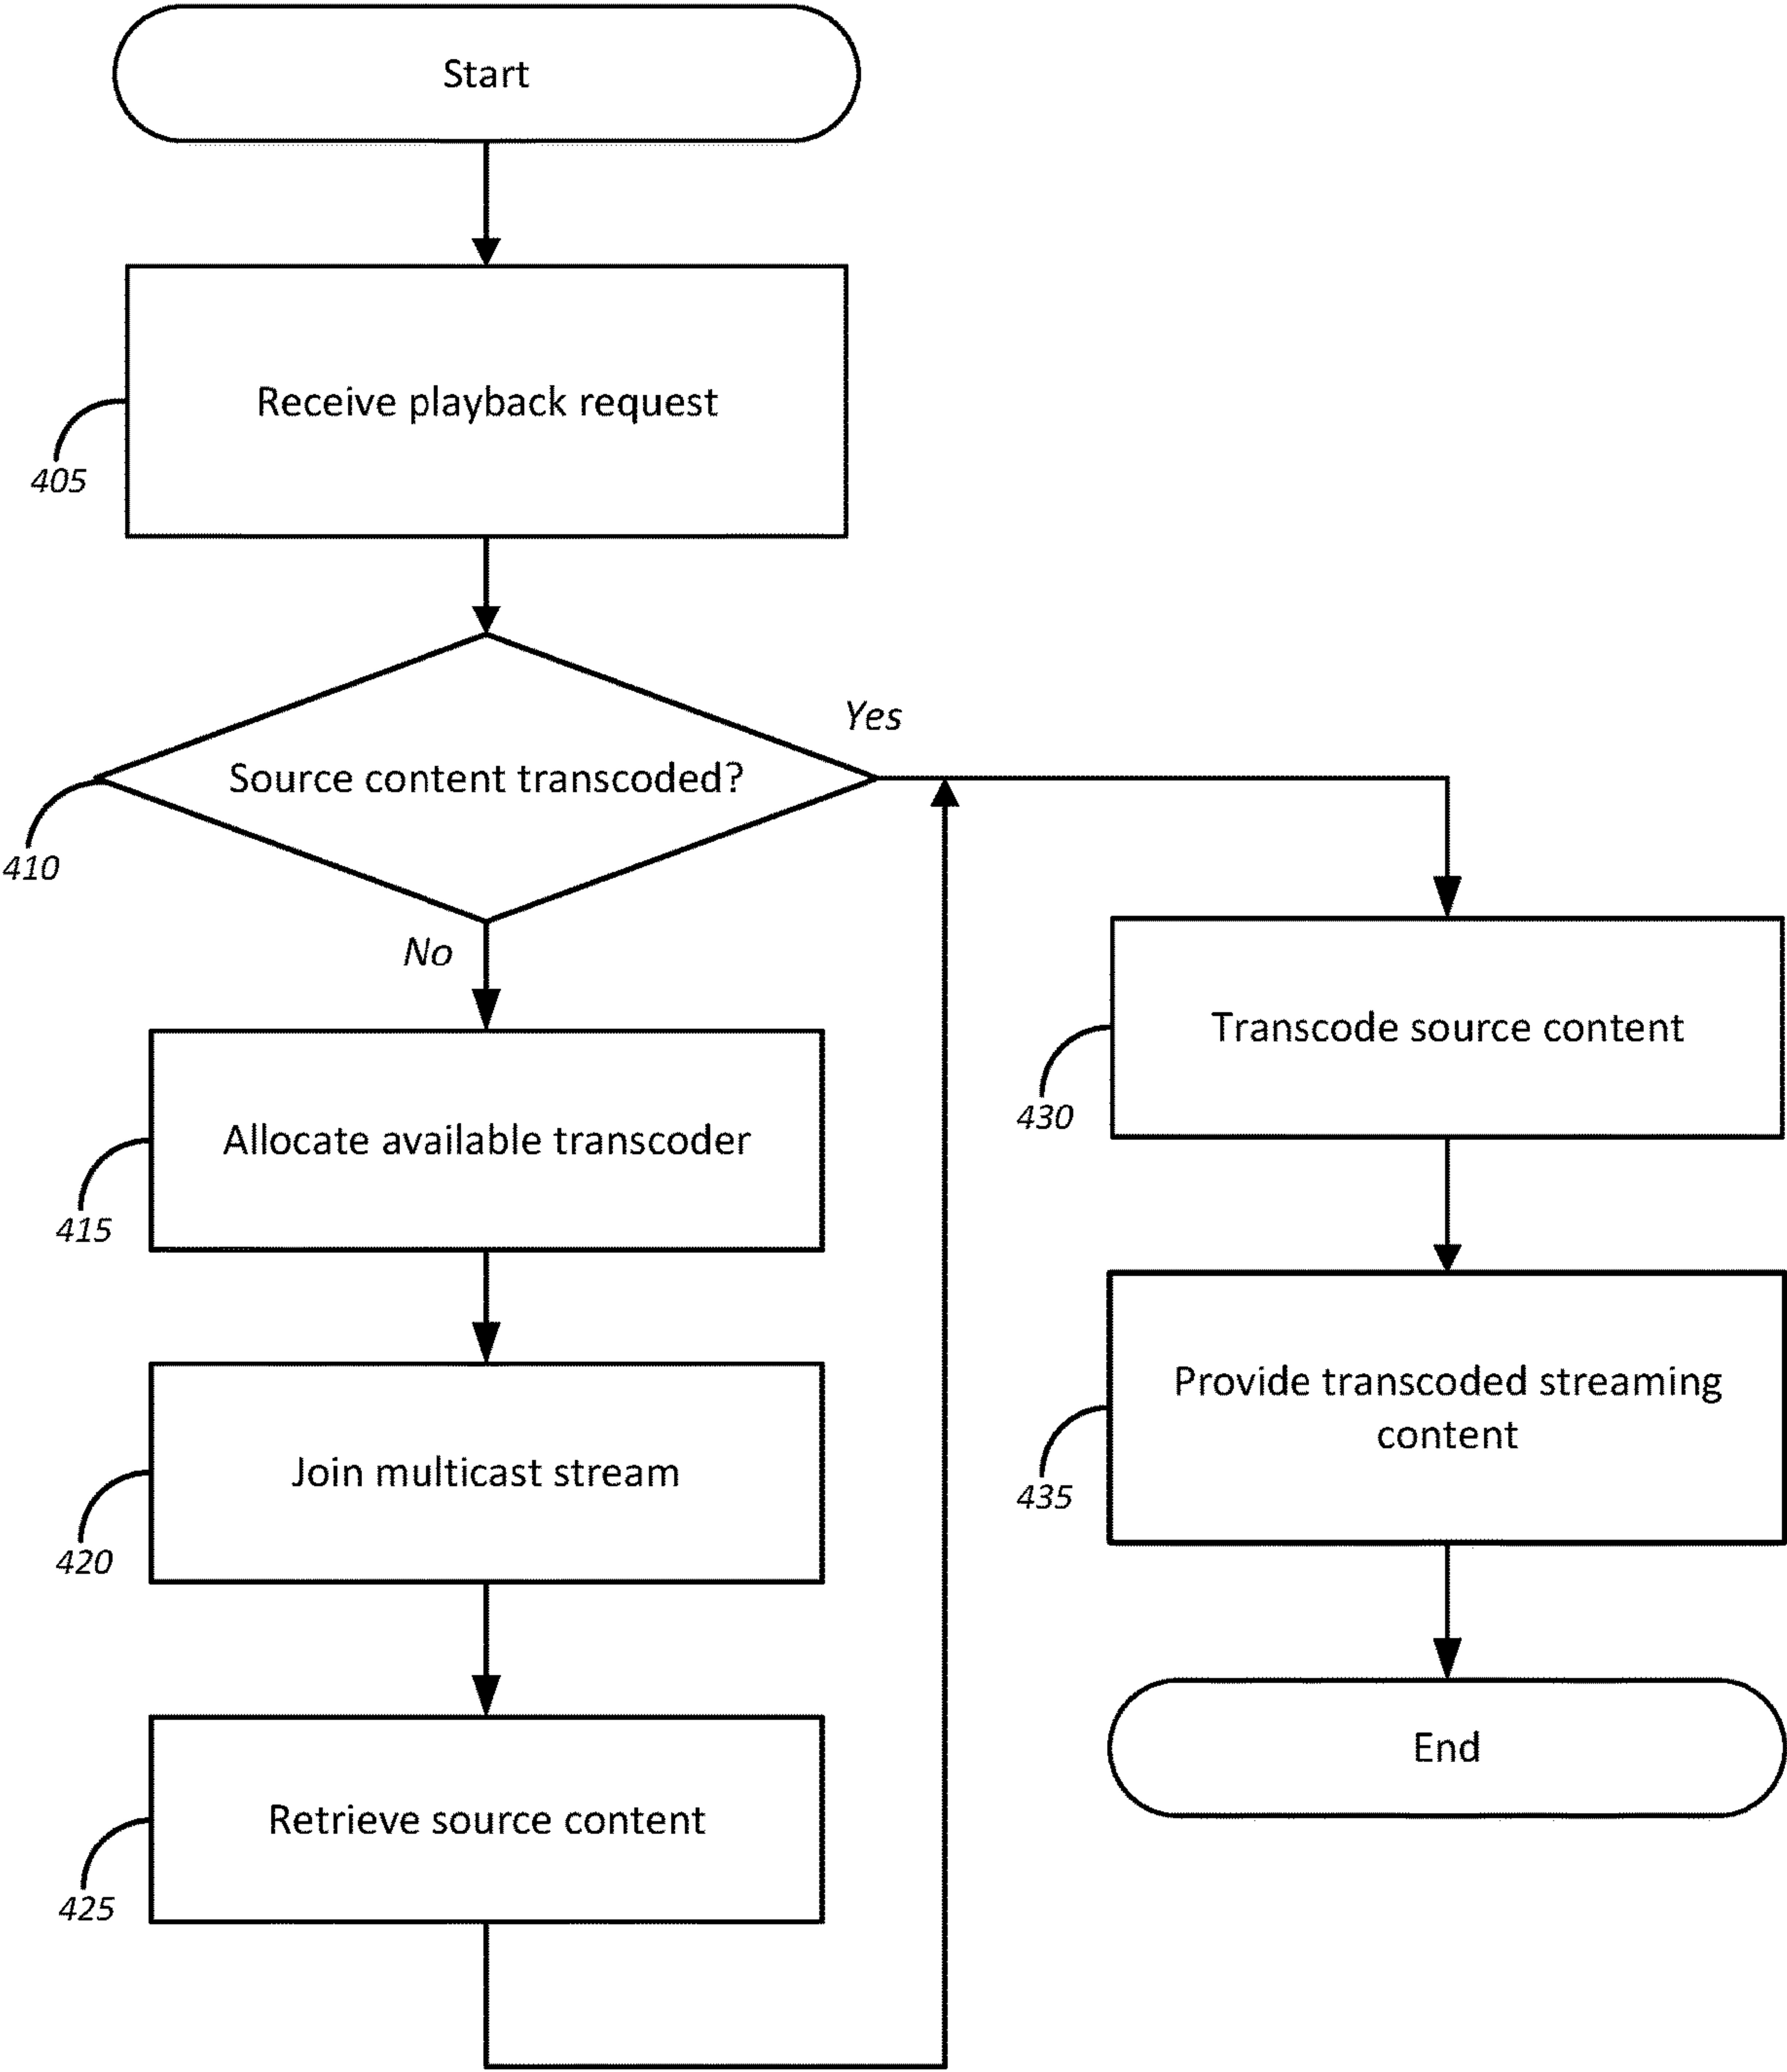 Start
Receive playback request
405
Source content transcoded?
Yes
410
No
Allocate available transcoder
415
Join multicast stream
420
Retrieve source content
425
Transcode source content
430
Provide transcoded streaming
content
435
End